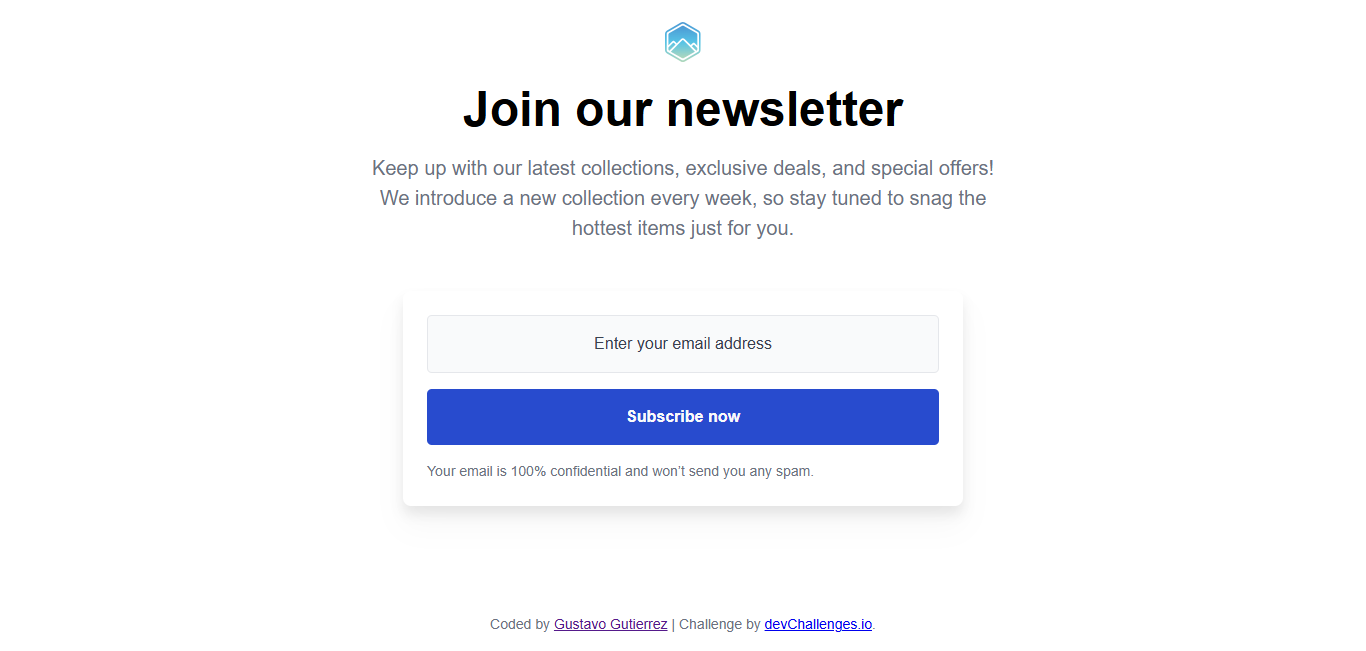 Join our newsletter
Keep up with our latest collections, exclusive deals, and special offers!
We introduce a new collection every week, so stay tuned to snag the
hottest items just for you.
Enter your email address
Subscribe now
Your email is 100% confidential and won’t send you any spam.
Coded by Gustavo Gutierrez | Challenge by devChallenges.io.